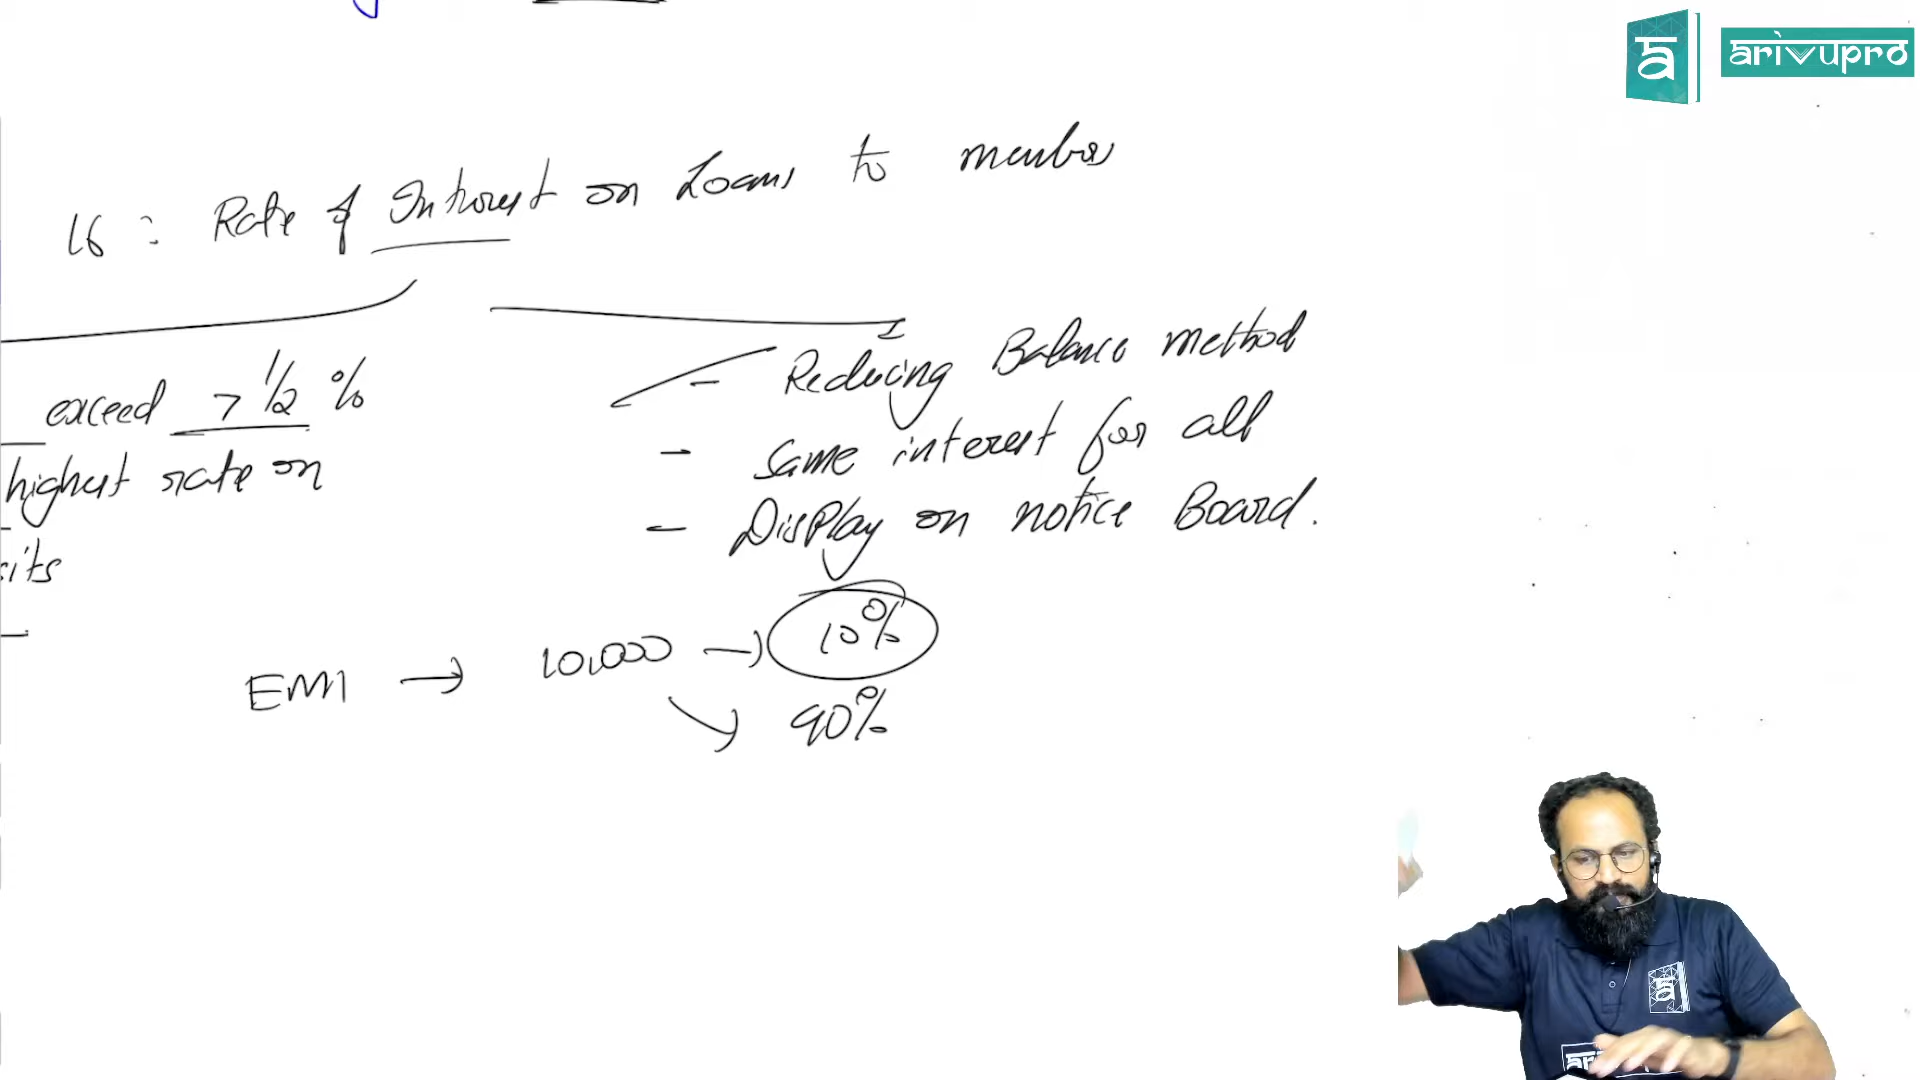 ā arivupro
16 : Rate of Interest on Loans to members
exceed 7 1/2 %
highest rate on
sits
- Reducing Balance method
- Same interest for all
- Display on notice Board.
EMI → 10,000 → 10%
→ 90%